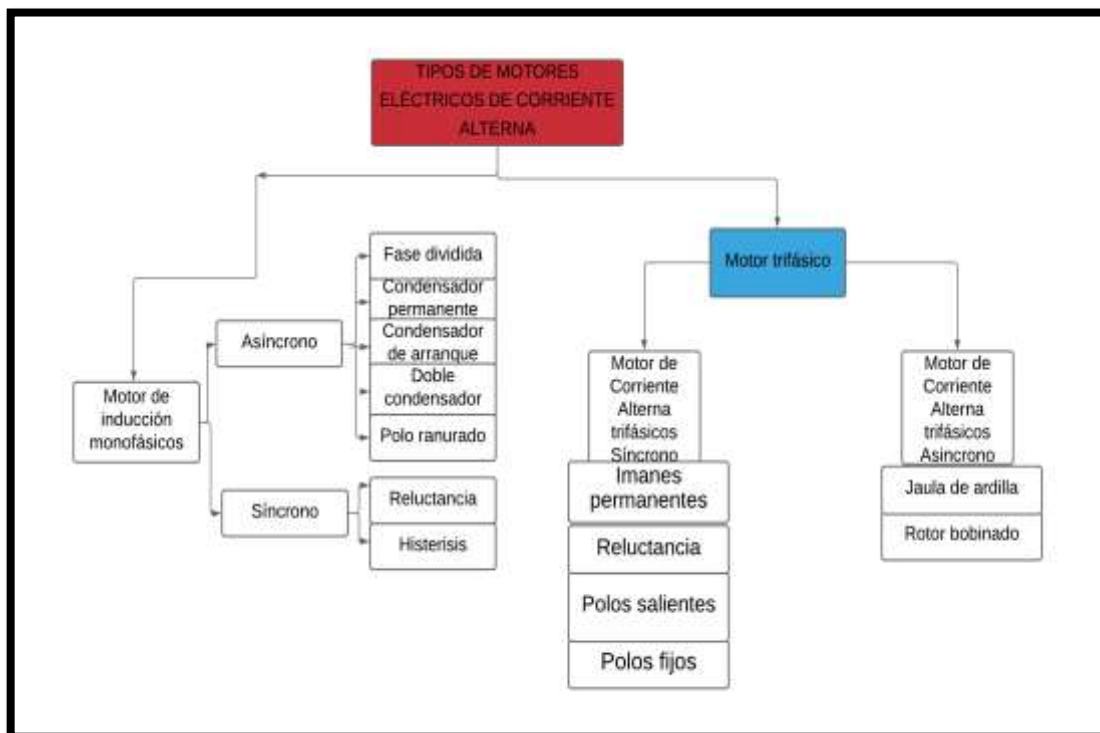 TIPOS DE MOTORES
ELÉCTRICOS DE CORRIENTE
ALTERNA
Motor de
inducción
monofásicos
Asíncrono
Fase dividida
Condensador
permanente
Condensador
de arranque
Doble
condensador
Polo ranurado
Síncrono
Reluctancia
Histerisis
Motor trifásico
Motor de
Corriente
Alterna
trifásicos
Síncrono
Imanes
permanentes
Reluctancia
Polos salientes
Polos fijos
Motor de
Corriente
Alterna
trifásicos
Asincrono
Jaula de ardilla
Rotor bobinado